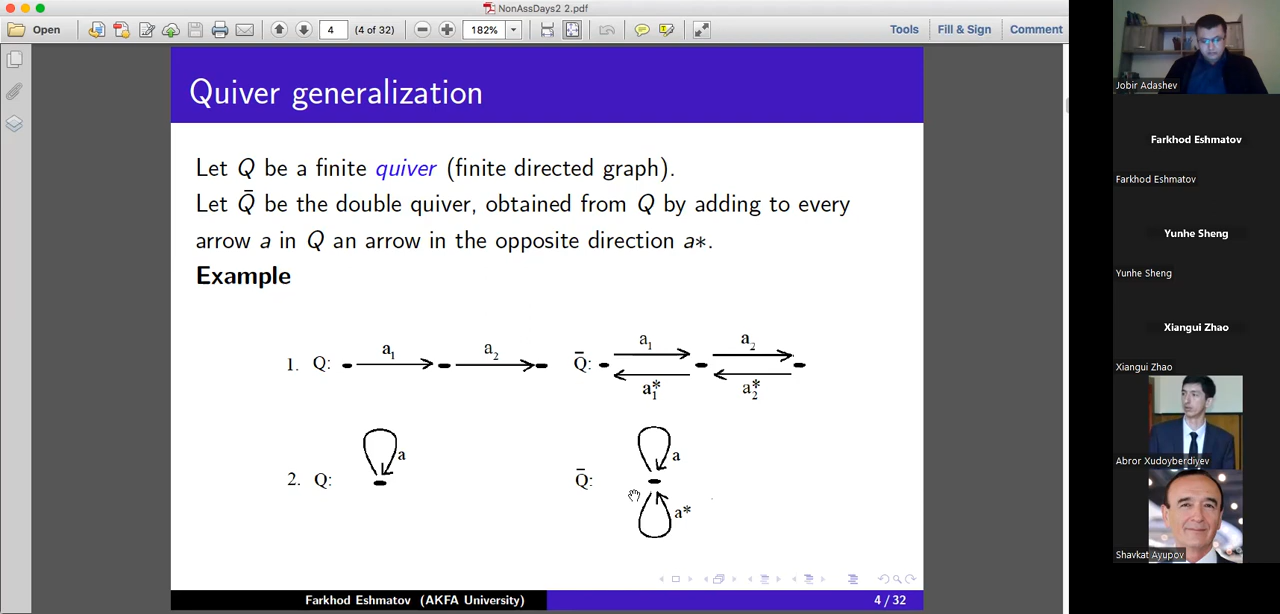 NonAssDays2 2.pdf
Open
4
(4 of 32)
182%
Tools
Fill & Sign
Comment
Quiver generalization
Let Q be a finite quiver (finite directed graph).
Let Q̄ be the double quiver, obtained from Q by adding to every
arrow a in Q an arrow in the opposite direction a*.
Example
1. Q: a₁ a₂ Q̄: a₁ a₂
a₁* a₂*
2. Q: a Q̄: a
a*
Farkhod Eshmatov (AKFA University)
4 / 32
Jobir Adashev
Farkhod Eshmatov
Farkhod Eshmatov
Yunhe Sheng
Yunhe Sheng
Xiangui Zhao
Xiangui Zhao
Abror Xudoyberdiyev
Shavkat Ayupov